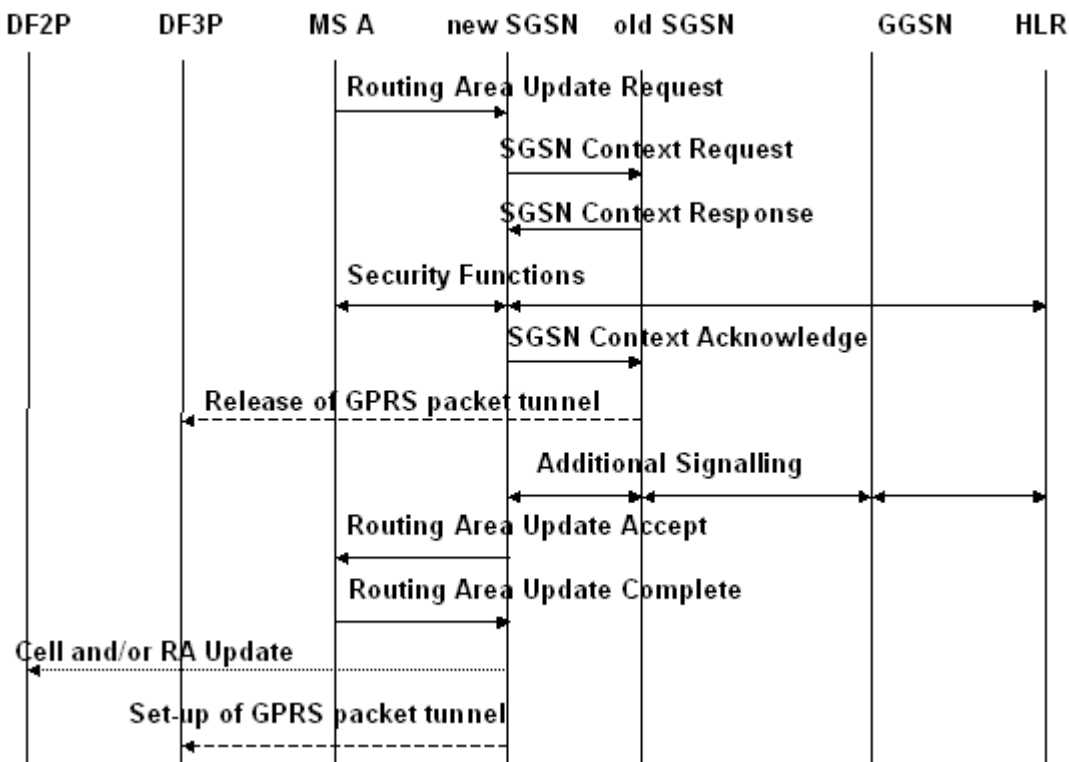 DF2P DF3P MS A new SGSN old SGSN GGSN HLR
Routing Area Update Request
SGSN Context Request
SGSN Context Response
Security Functions
SGSN Context Acknowledge
Release of GPRS packet tunnel
Additional Signalling
Routing Area Update Accept
Routing Area Update Complete
Cell and/or RA Update
Set-up of GPRS packet tunnel